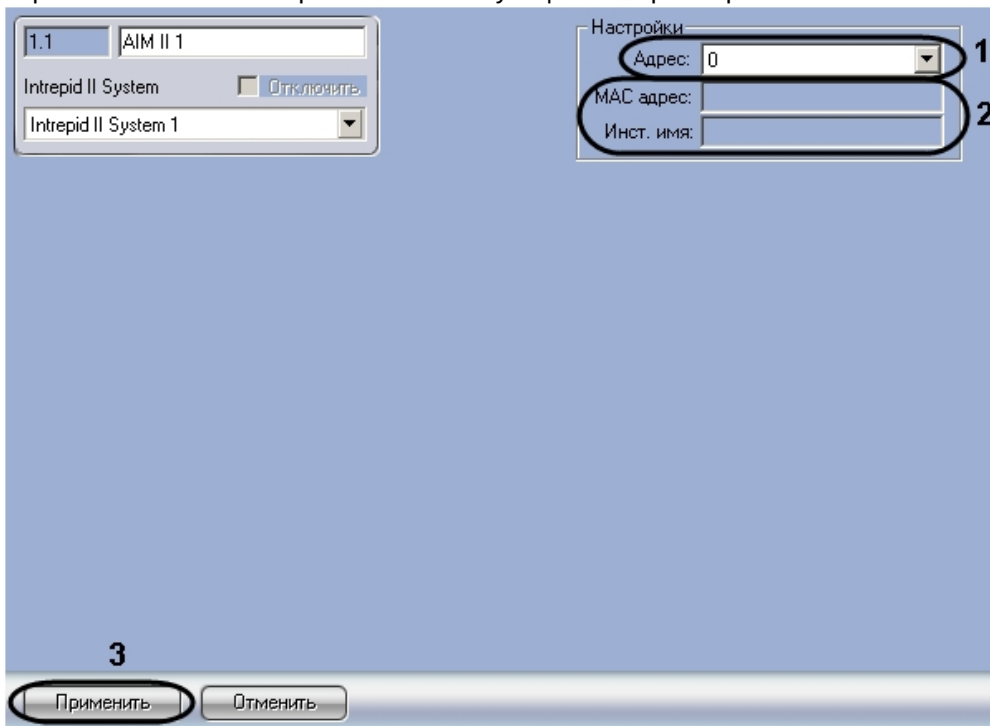 1.1 AIM II 1
Intrepid II System Отключить
Intrepid II System 1
Настройки
Адрес: 0 1
MAC адрес:
Инст. имя:
2
3
Применить Отменить